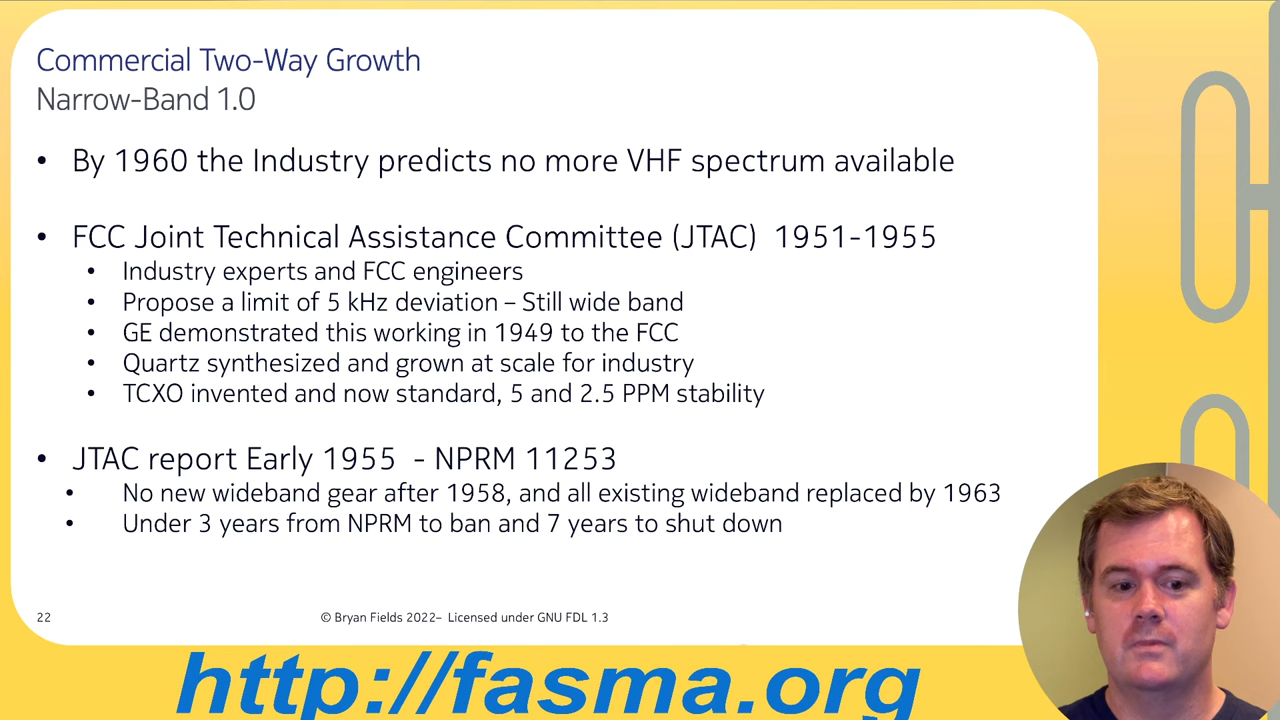 Commercial Two-Way Growth
Narrow-Band 1.0
• By 1960 the Industry predicts no more VHF spectrum available
• FCC Joint Technical Assistance Committee (JTAC) 1951-1955
• Industry experts and FCC engineers
• Propose a limit of 5 kHz deviation – Still wide band
• GE demonstrated this working in 1949 to the FCC
• Quartz synthesized and grown at scale for industry
• TCXO invented and now standard, 5 and 2.5 PPM stability
• JTAC report Early 1955 - NPRM 11253
• No new wideband gear after 1958, and all existing wideband replaced by 1963
• Under 3 years from NPRM to ban and 7 years to shut down
22
© Bryan Fields 2022– Licensed under GNU FDL 1.3
http://fasma.org